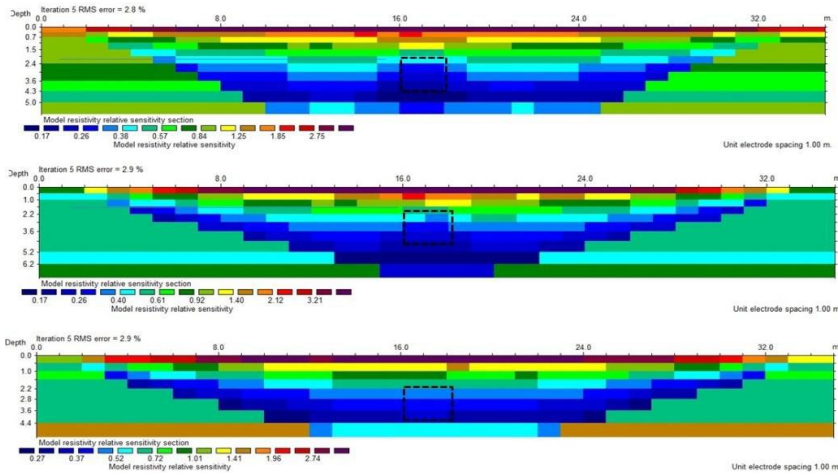 Depth Iteration 5 RMS error = 2.8 %
0.0 8.0 16.0 24.0 32.0 m.
0.0
0.7
1.6
2.4
3.6
4.3
5.0
Model resistivity relative sensitivity section
0.17 0.26 0.38 0.57 0.84 1.25 1.85 2.75
Model resistivity relative sensitivity
Unit electrode spacing 1.00 m.
Depth Iteration 5 RMS error = 2.9 %
0.0 8.0 16.0 24.0 32.0 m
0.0
1.0
2.2
3.6
5.2
6.2
Model resistivity relative sensitivity section
0.17 0.26 0.40 0.61 0.92 1.40 2.12 3.21
Model resistivity relative sensitivity
Unit electrode spacing 1.00 m
Depth Iteration 5 RMS error = 2.9 %
0.0 8.0 16.0 24.0 32.0 m
0.0
1.0
2.2
2.8
3.6
4.4
Model resistivity relative sensitivity section
0.27 0.37 0.52 0.72 1.01 1.41 1.96 2.74
Model resistivity relative sensitivity
Unit electrode spacing 1.00 m